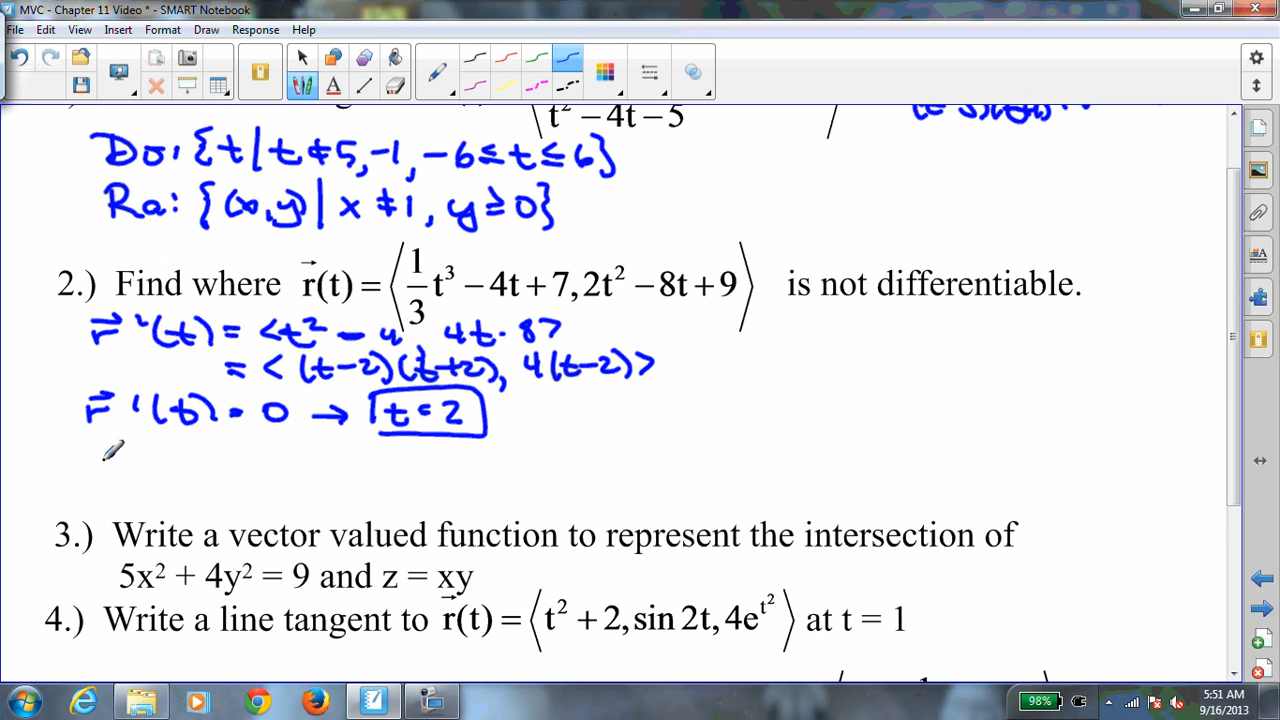 MVC - Chapter 11 Video * - SMART Notebook
File Edit View Insert Format Draw Response Help
t² − 4t − 5
Do: {t | t ≠ 5, -1, -6 ≤ t ≤ 6}
Ra: {(x,y) | x ≠ 1, y ≥ 0}
2.) Find where r⃗(t) = ⟨1/3 t³ − 4t + 7, 2t² − 8t + 9⟩ is not differentiable.
r⃗ '(t) = <t² − 4, 4t - 8>
= < (t−2)(t+2), 4(t−2)>
r⃗ '(t) = 0 → t = 2
3.) Write a vector valued function to represent the intersection of
5x² + 4y² = 9 and z = xy
4.) Write a line tangent to r⃗(t) = ⟨t² + 2, sin 2t, 4e^t²⟩ at t = 1
98%
5:51 AM
9/16/2013